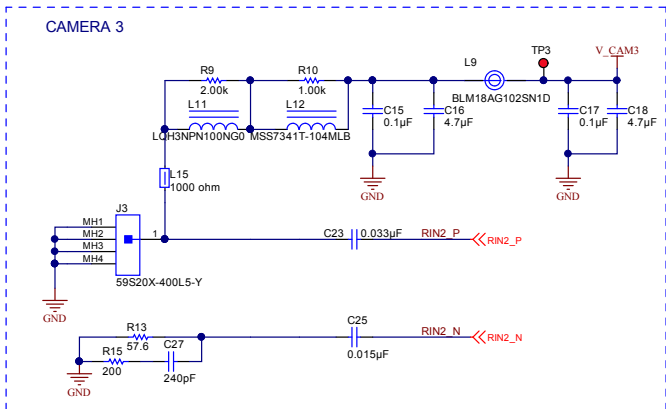 CAMERA 3
TP3
V_CAM3
R9
2.00k
R10
1.00k
L9
BLM18AG102SN1D
L11
L12
LQH3NPN100NG0
MSS7341T-104MLB
C15
0.1µF
C16
4.7µF
C17
0.1µF
C18
4.7µF
GND
GND
L15
1000 ohm
J3
MH1
MH2
MH3
MH4
1
59S20X-400L5-Y
GND
C23
0.033µF
RIN2_P
RIN2_P
R13
57.6
R15
200
C27
240pF
GND
C25
0.015µF
RIN2_N
RIN2_N